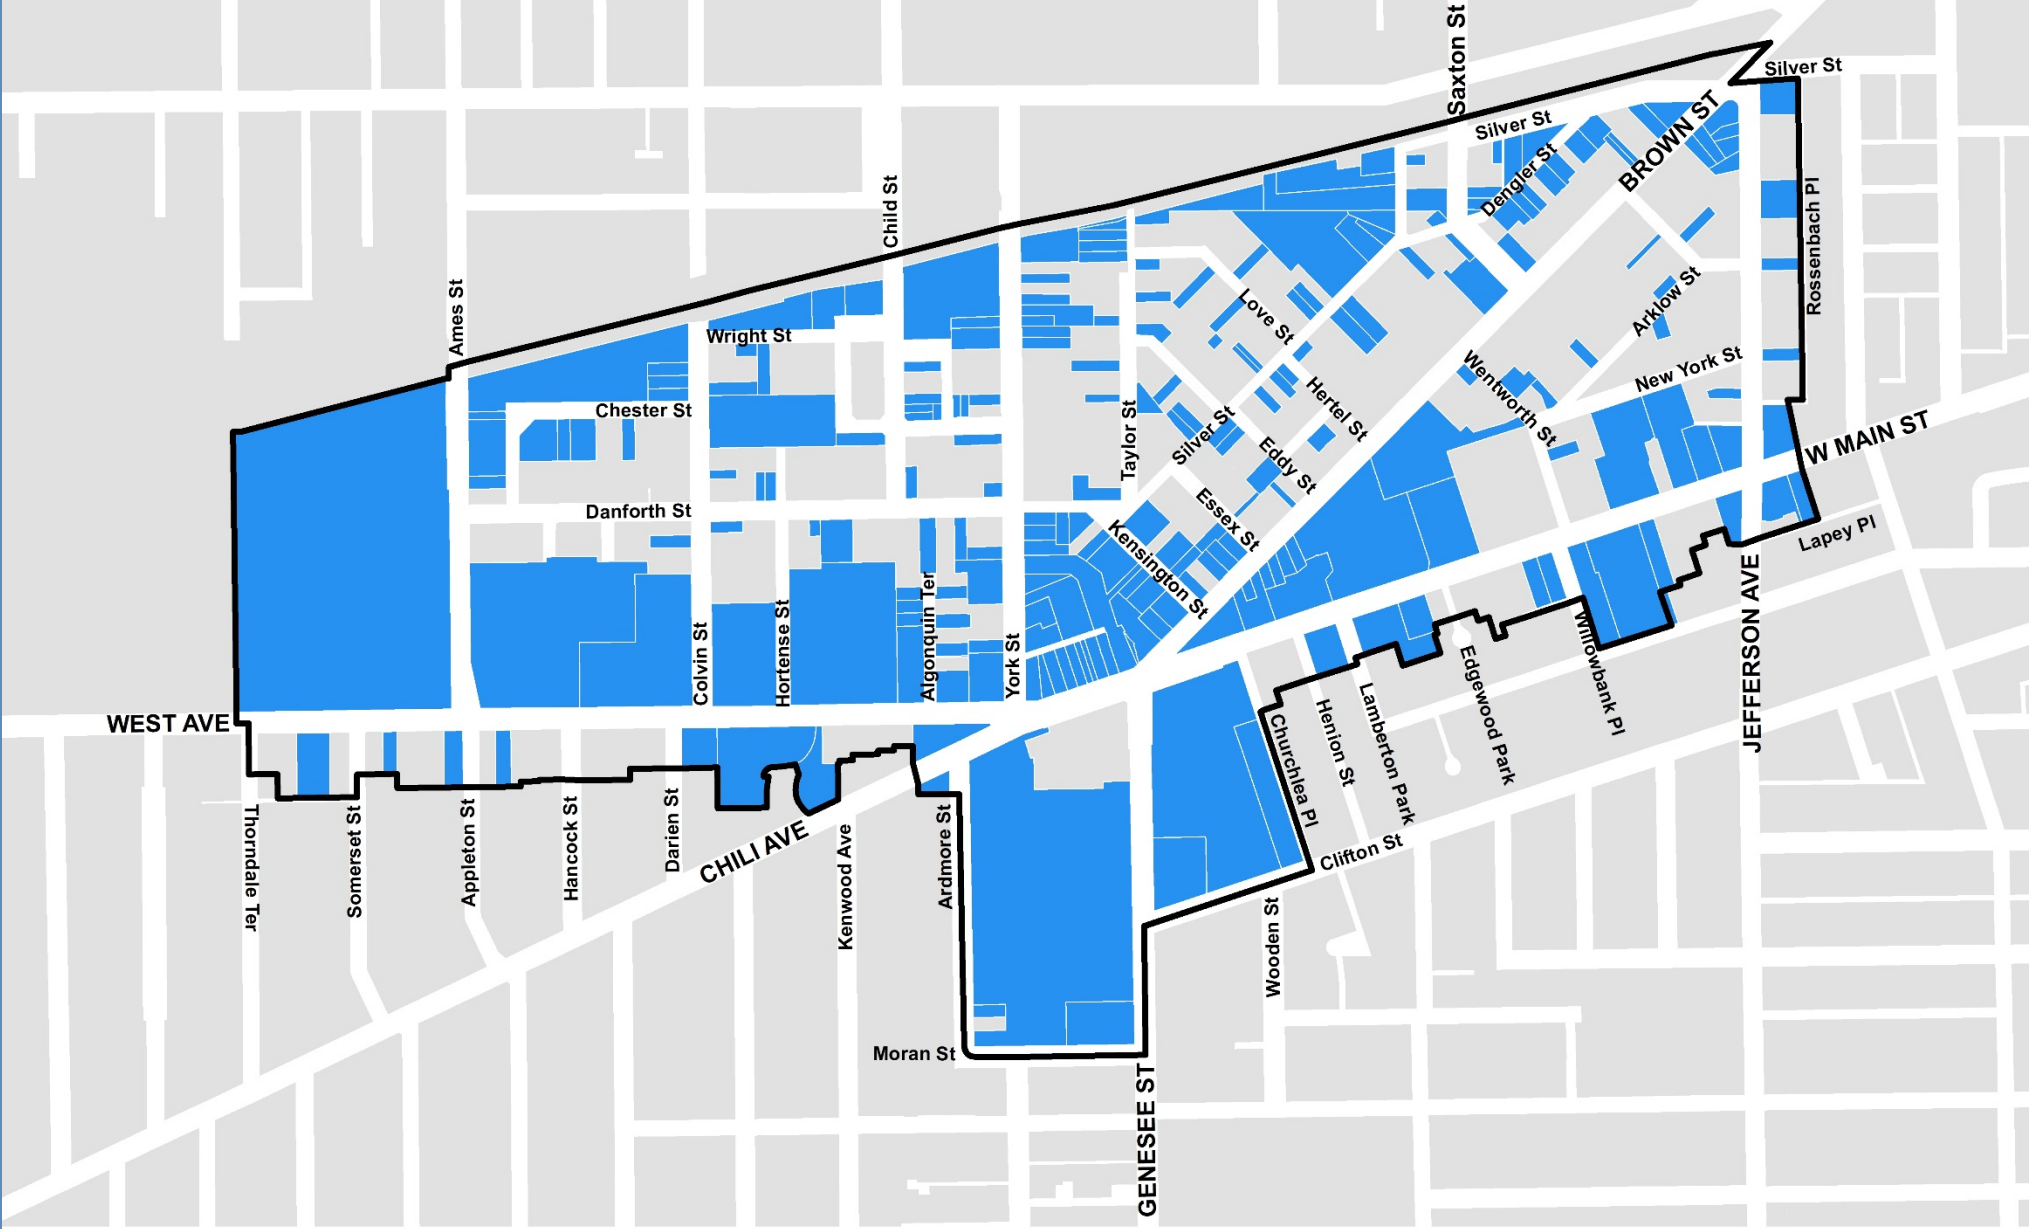 Saxton St
Silver St
Silver St
BROWN ST
Dengler St
Rosenbach Pl
Child St
Ames St
Wright St
Love St
Arklow St
New York St
Wentworth St
Hertel St
Chester St
Taylor St
Silver St
Eddy St
W MAIN ST
Danforth St
Essex St
Kensington St
Lapey Pl
Colvin St
Hortense St
Algonquin Ter
York St
JEFFERSON AVE
Willowbank Pl
Edgewood Park
Lamberton Park
Henion St
Churchlea Pl
WEST AVE
Thorndale Ter
Somerset St
Appleton St
Hancock St
Darien St
CHILI AVE
Kenwood Ave
Ardmore St
Clifton St
Wooden St
Moran St
GENESEE ST